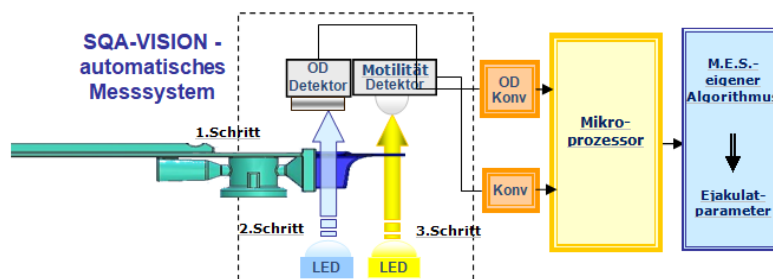 SQA-VISION -
automatisches
Messsystem
OD
Detektor
Motilität
Detektor
OD
Konv
Konv
Mikro-
prozessor
M.E.S.-
eigener
Algorithmus
Ejakulat-
parameter
1.Schritt
2.Schritt
3.Schritt
LED
LED